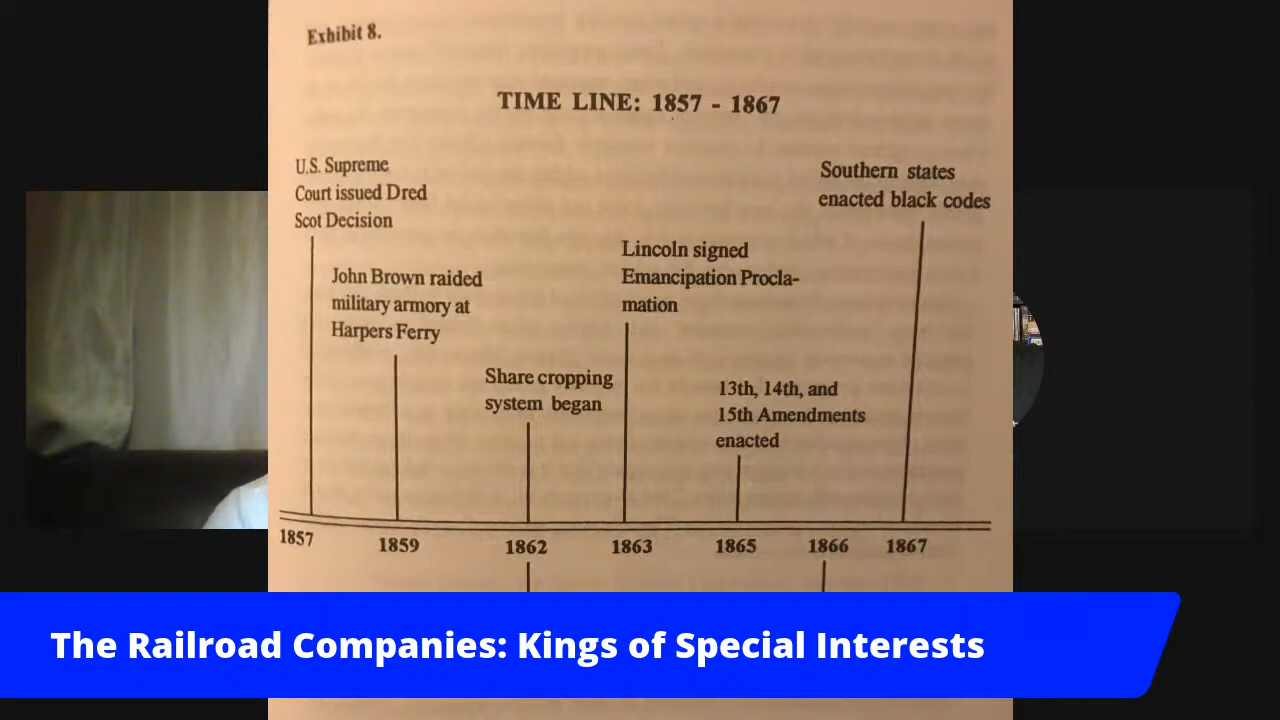 Exhibit 8.
TIME LINE: 1857 - 1867
U.S. Supreme
Court issued Dred
Scot Decision
John Brown raided
military armory at
Harpers Ferry
Share cropping
system began
Lincoln signed
Emancipation Procla-
mation
13th, 14th, and
15th Amendments
enacted
Southern states
enacted black codes
1857 1859 1862 1863 1865 1866 1867
The Railroad Companies: Kings of Special Interests